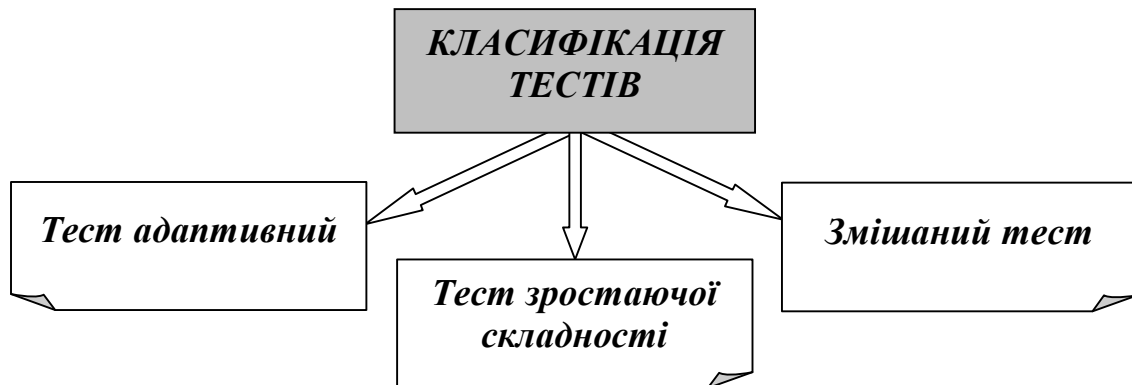 КЛАСИФІКАЦІЯ
ТЕСТІВ
Тест адаптивний
Змішаний тест
Тест зростаючої
складності